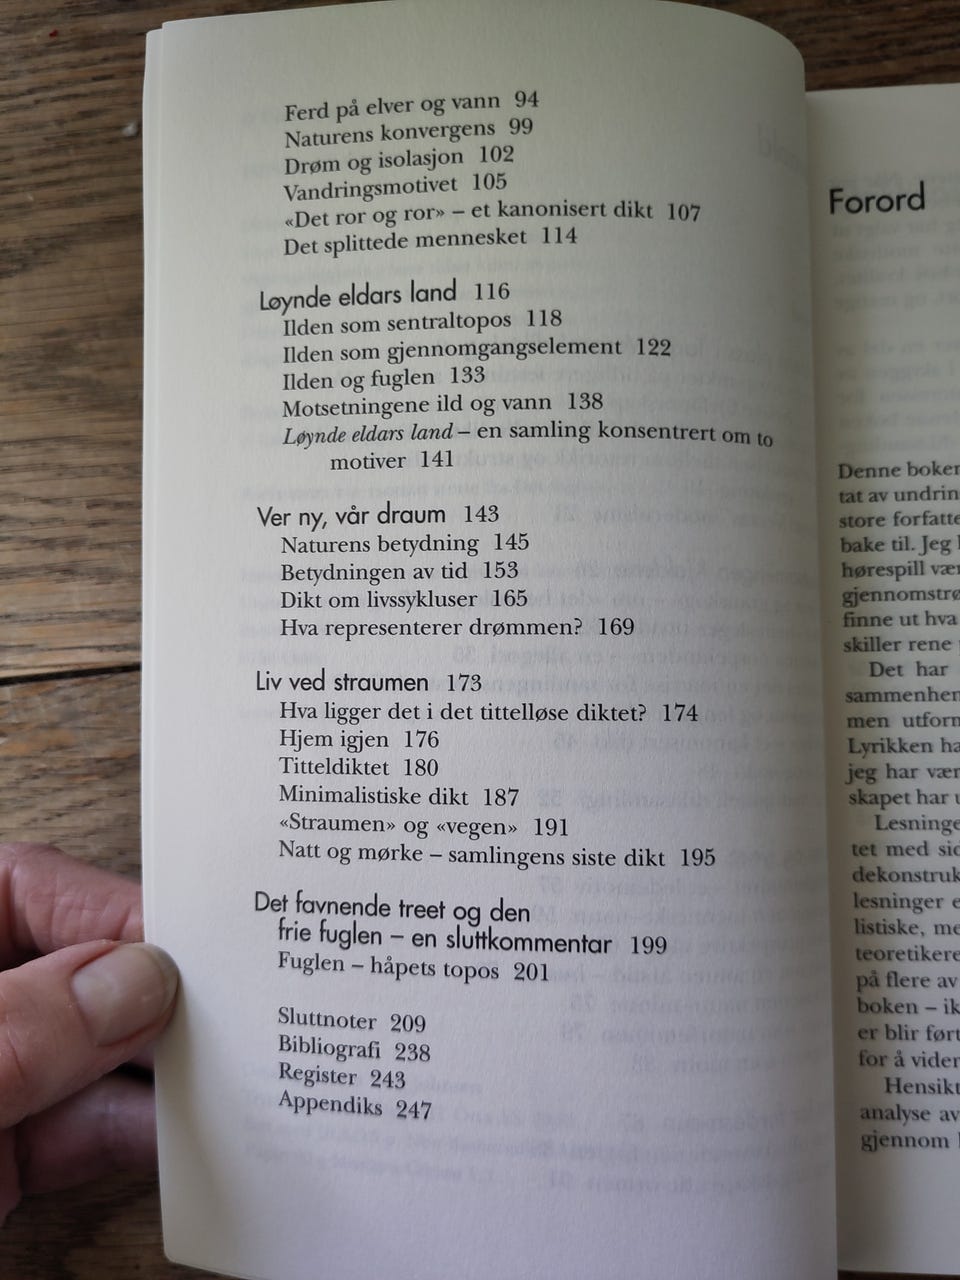 Ferd på elver og vann 94
Naturens konvergens 99
Drøm og isolasjon 102
Vandringsmotivet 105
«Det ror og ror» – et kanonisert dikt 107
Det splittede mennesket 114
Løynde eldars land 116
Ilden som sentraltopos 118
Ilden som gjennomgangselement 122
Ilden og fuglen 133
Motsetningene ild og vann 138
Løynde eldars land – en samling konsentrert om to
motiver 141
Ver ny, vår draum 143
Naturens betydning 145
Betydningen av tid 153
Dikt om livssykluser 165
Hva representerer drømmen? 169
Liv ved straumen 173
Hva ligger det i det tittelløse diktet? 174
Hjem igjen 176
Titteldiktet 180
Minimalistiske dikt 187
«Straumen» og «vegen» 191
Natt og mørke – samlingens siste dikt 195
Det favnende treet og den
frie fuglen – en sluttkommentar 199
Fuglen – håpets topos 201
Sluttnoter 209
Bibliografi 238
Register 243
Appendiks 247
Forord
Denne boken
tat av undrin
store forfatte
bake til. Jeg
hørespill vær
gjennomstrø
finne ut hva
skiller rene
Det har
sammenhen
men utforn
Lyrikken ha
jeg har vær
skapet har u
Lesninge
tet med sid
dekonstruk
lesninger e
listiske, me
teoretikere
på flere av
boken – ik
er blir ført
for å vider
Hensikt
analyse av
gjennom